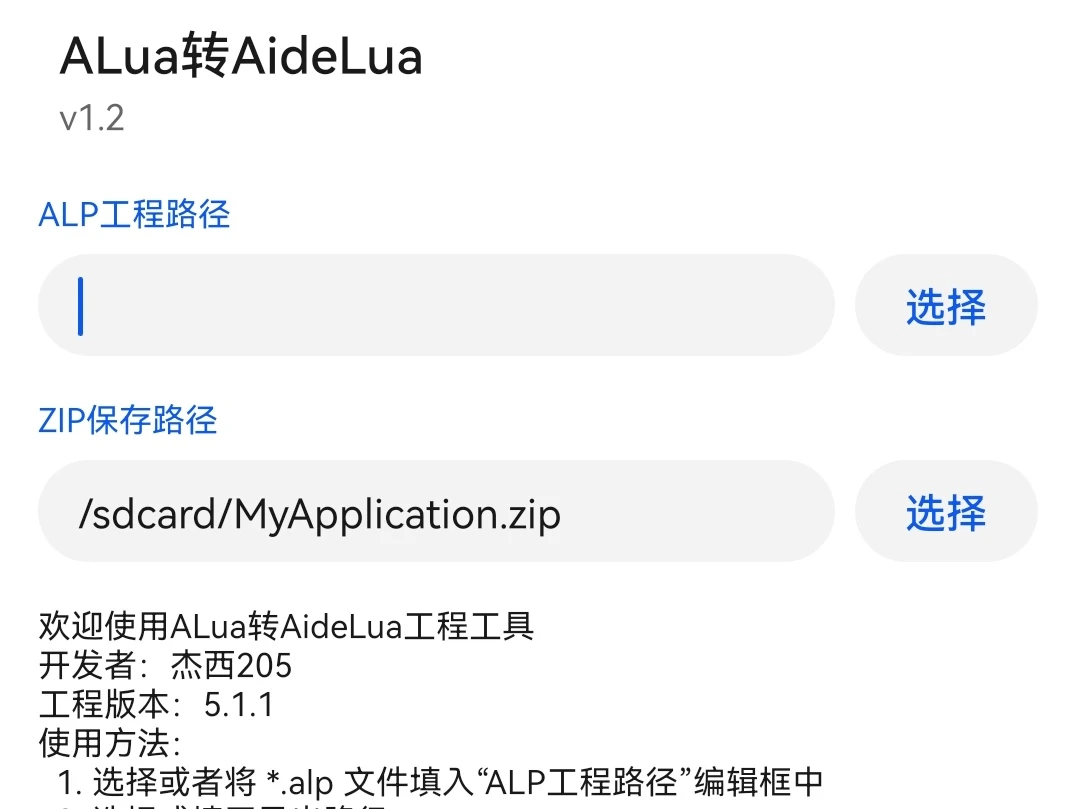 ALua转AideLua
v1.2
ALP工程路径
选择
ZIP保存路径
/sdcard/MyApplication.zip
选择
欢迎使用ALua转AideLua工程工具
开发者：杰西205
工程版本：5.1.1
使用方法：
1. 选择或者将 *.alp 文件填入“ALP工程路径”编辑框中